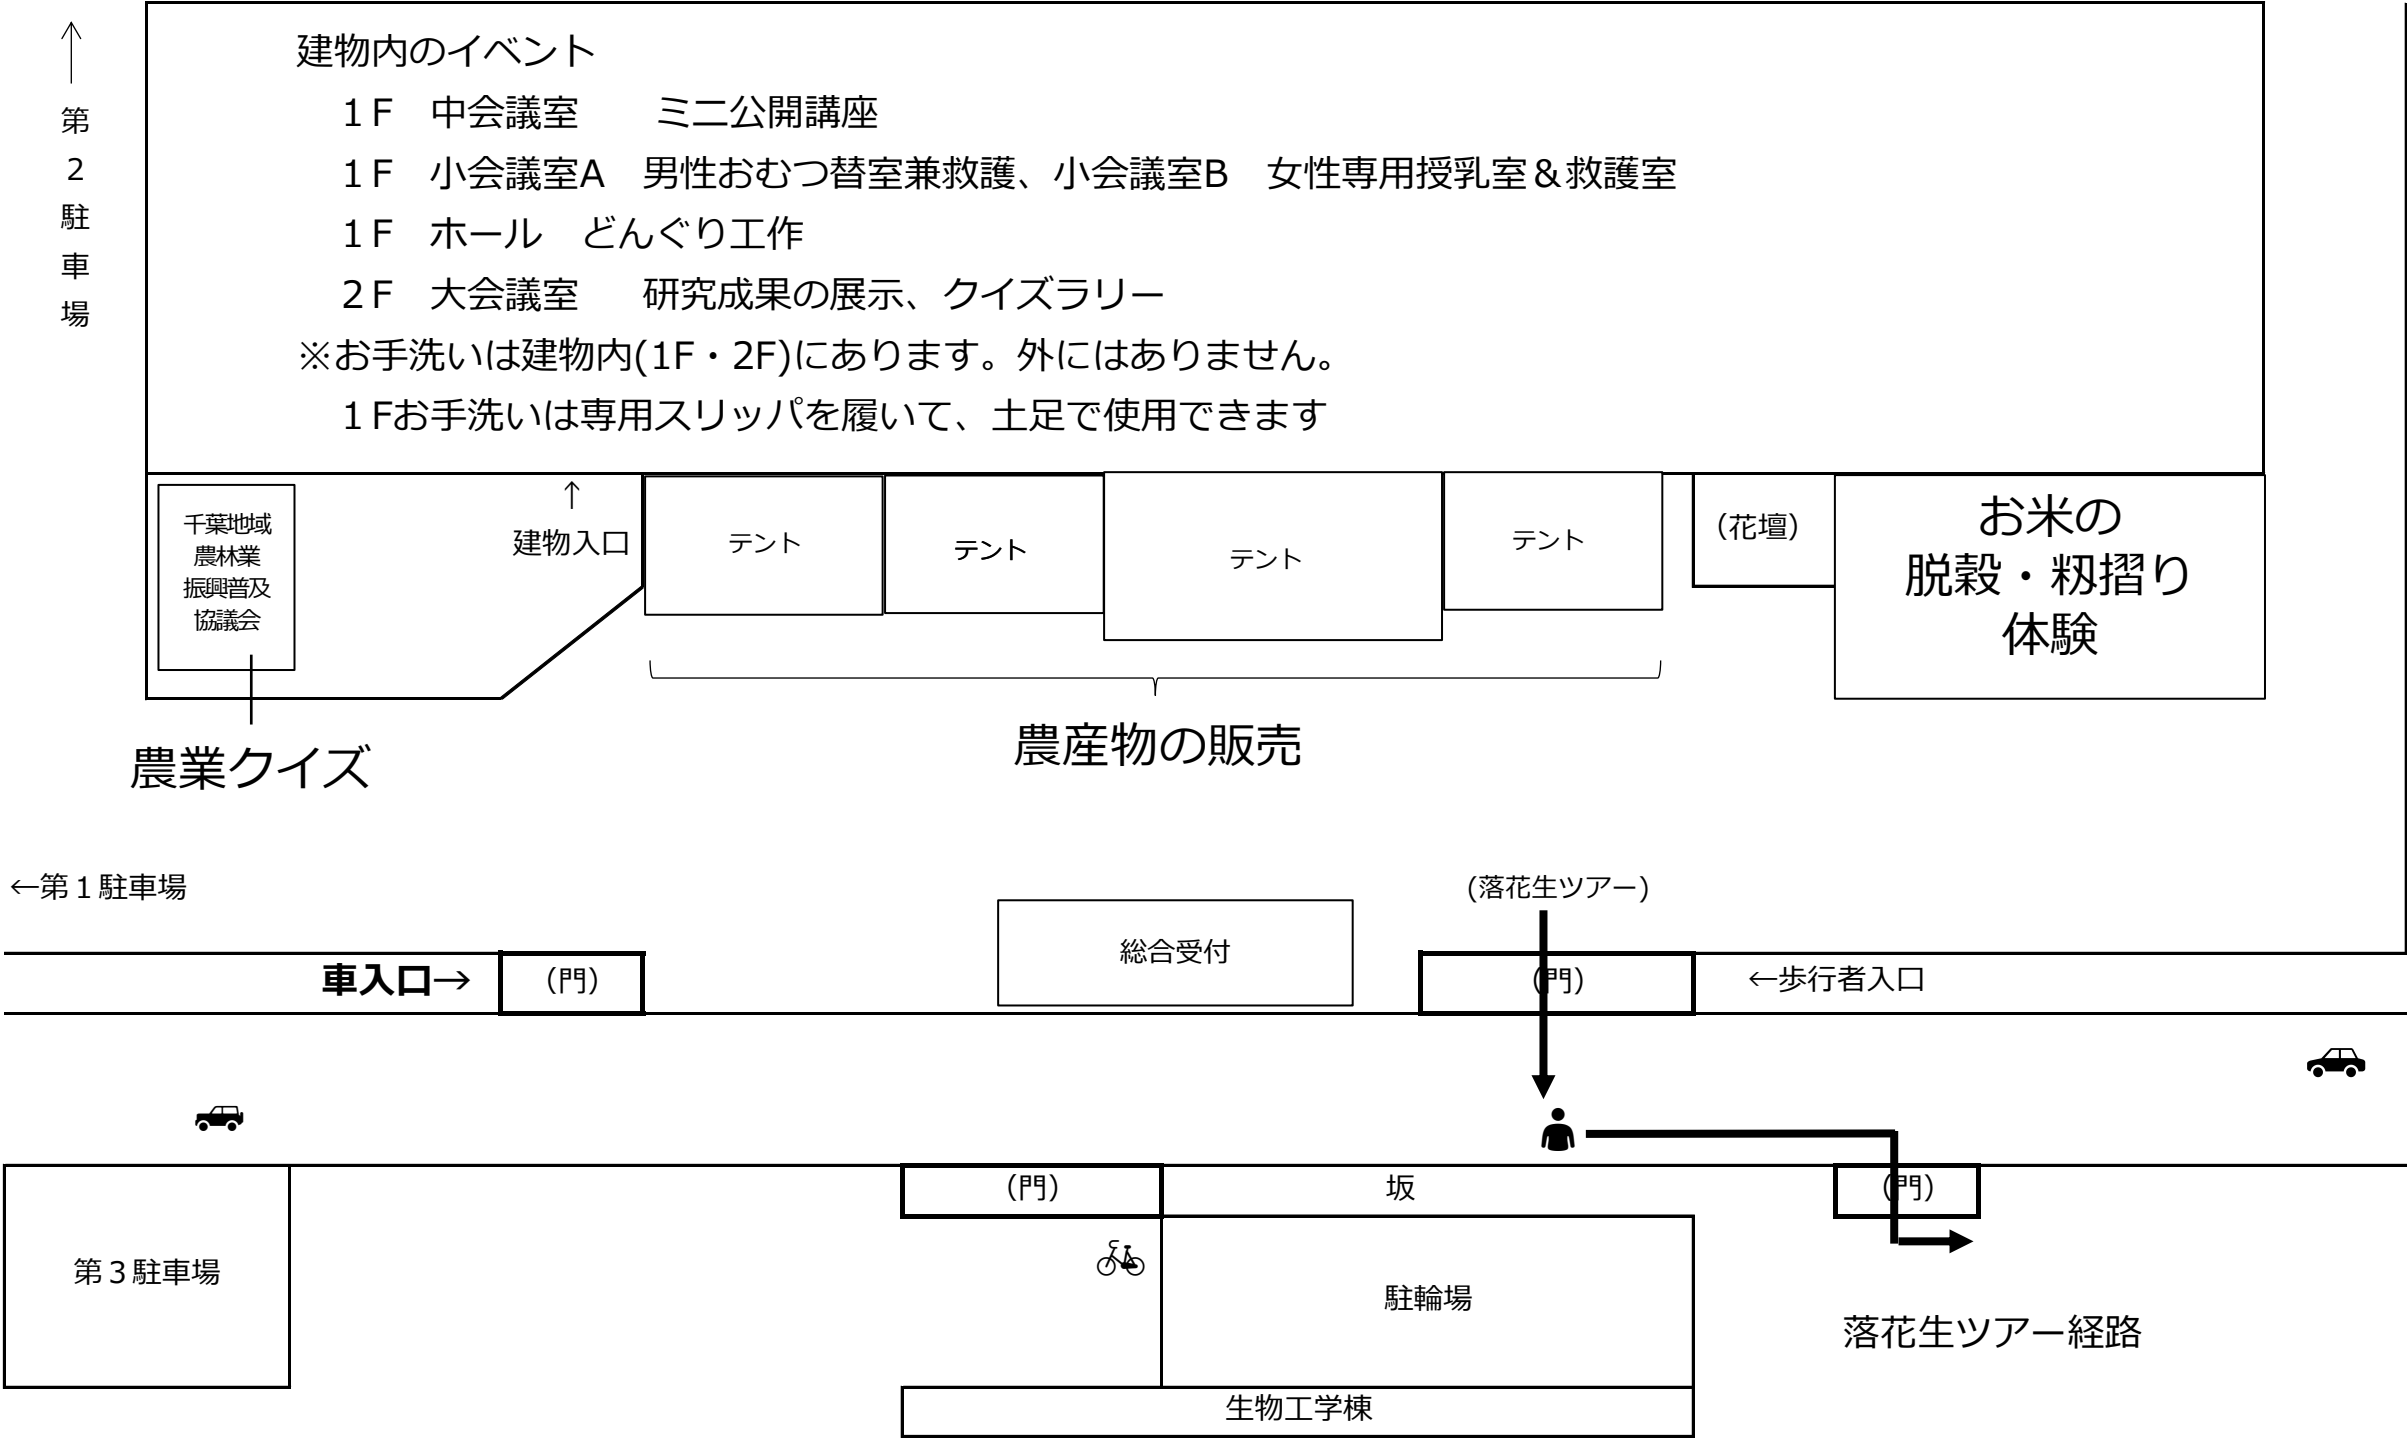 建物内のイベント
１F　中会議室　　ミニ公開講座
１F　小会議室A　男性おむつ替室兼救護、小会議室B　女性専用授乳室＆救護室
１F　ホール　どんぐり工作
２F　大会議室　　研究成果の展示、クイズラリー
※お手洗いは建物内(1F・2F)にあります。外にはありません。
１Fお手洗いは専用スリッパを履いて、土足で使用できます
↑
第２駐車場
千葉地域
農林業
振興普及
協議会
↑
建物入口
テント
テント
テント
テント
（花壇）
お米の
脱穀・籾摺り
体験
農業クイズ
農産物の販売
←第１駐車場
総合受付
(落花生ツアー)
車入口→
（門）
（門）
←歩行者入口
（門）
坂
（門）
第３駐車場
駐輪場
落花生ツアー経路
生物工学棟